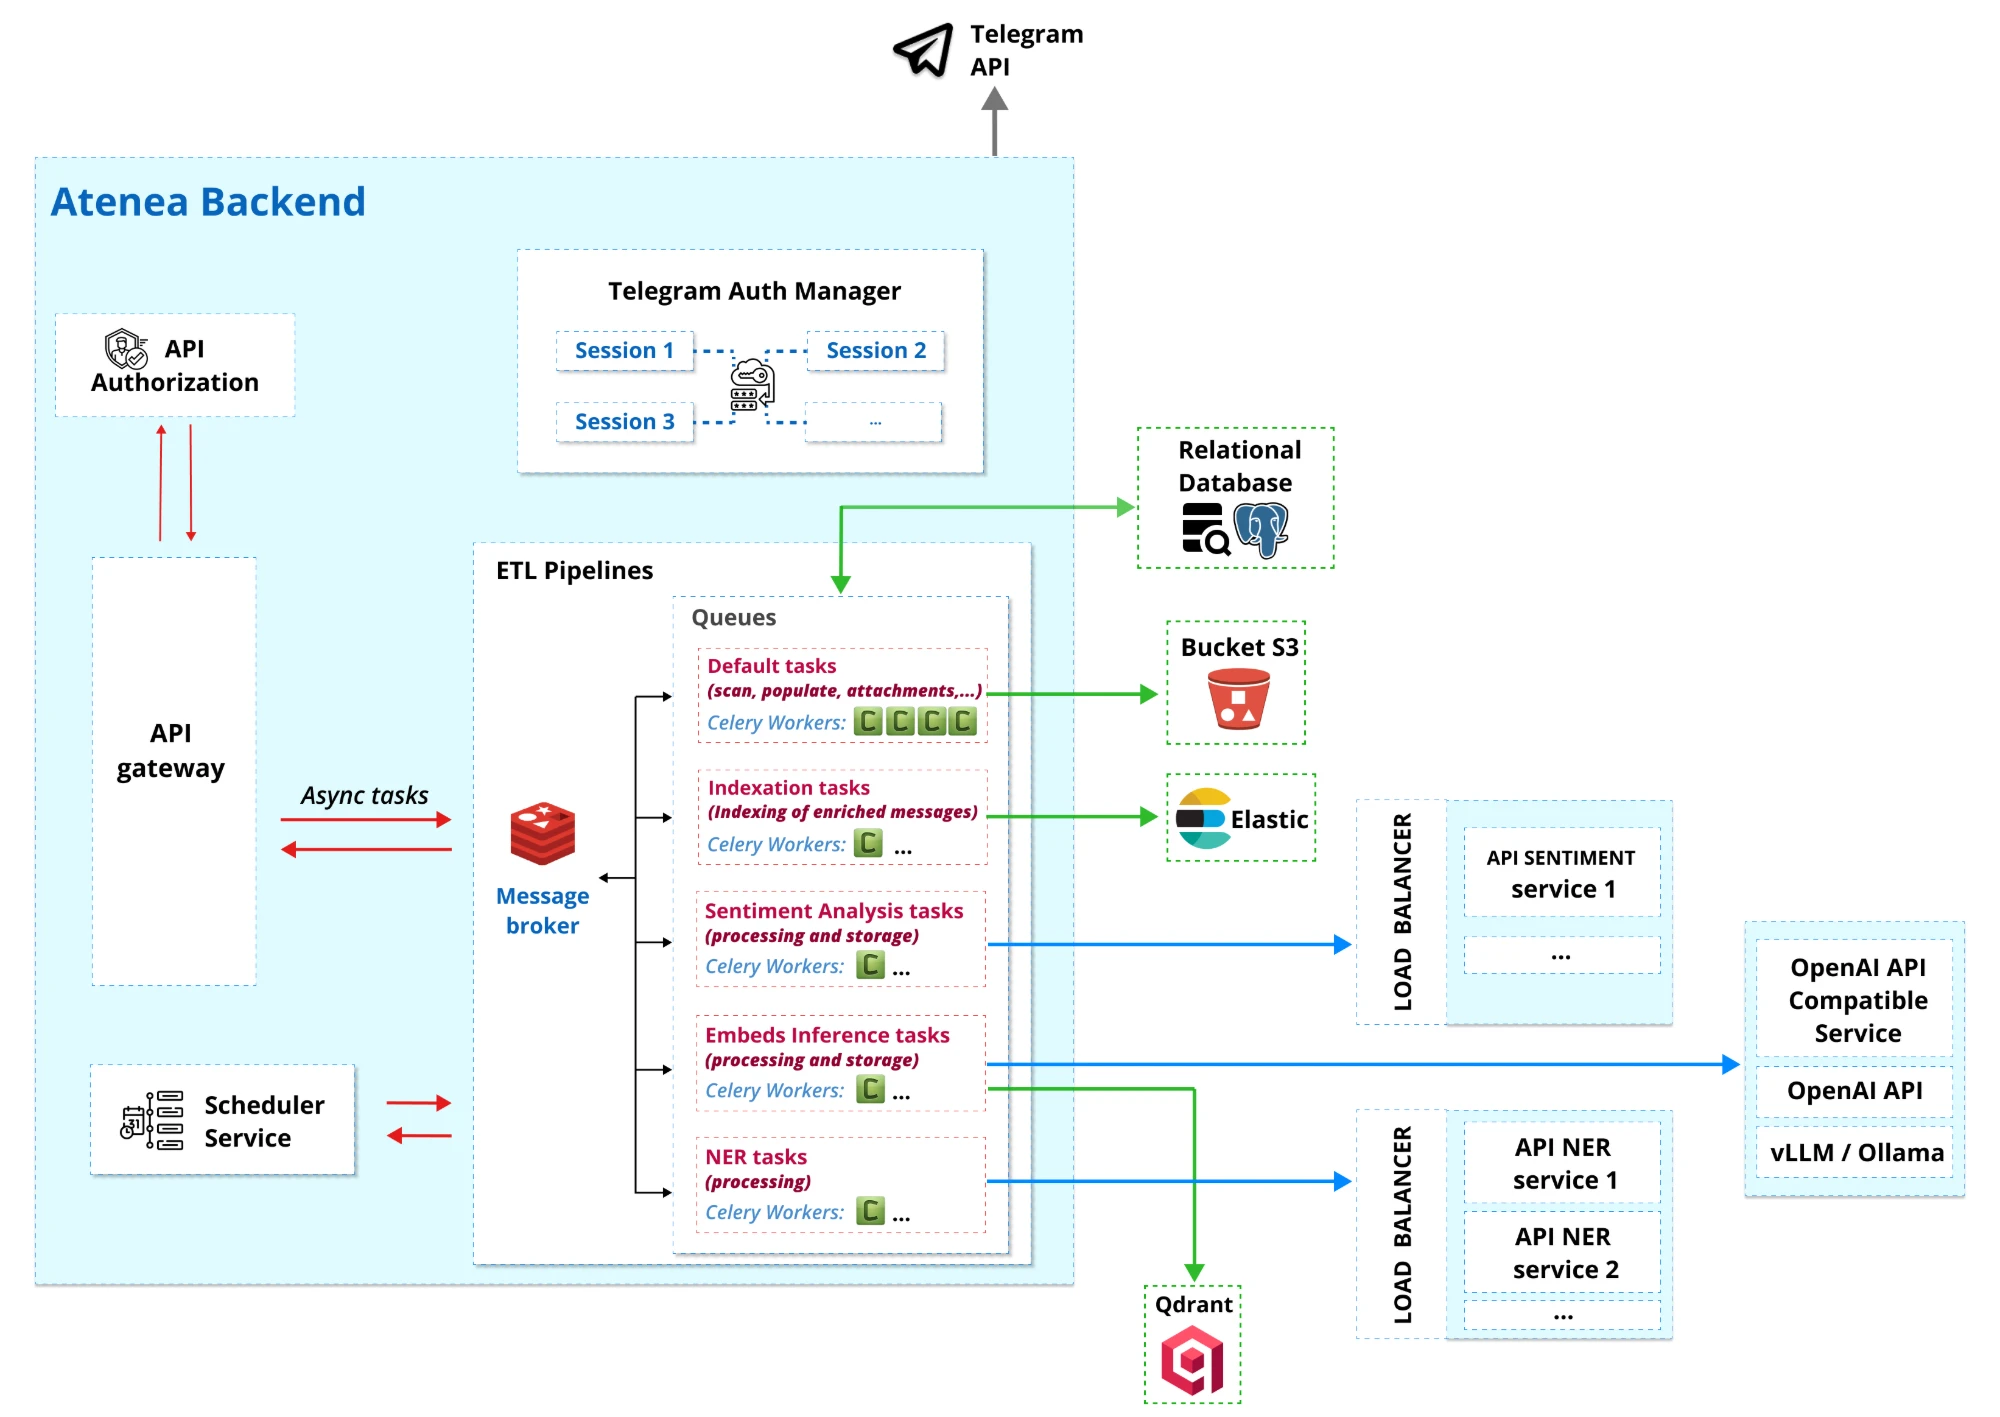 Telegram
API
Atenea Backend
Telegram Auth Manager
Session 1
Session 2
Session 3
...
API
Authorization
API
gateway
Async tasks
Scheduler
Service
31
ETL Pipelines
Message
broker
Queues
Default tasks
(scan, populate, attachments,...)
Celery Workers: C C C C
Indexation tasks
(Indexing of enriched messages)
Celery Workers: C ...
Sentiment Analysis tasks
(processing and storage)
Celery Workers: C ...
Embeds Inference tasks
(processing and storage)
Celery Workers: C ...
NER tasks
(processing)
Celery Workers: C ...
Relational
Database
Bucket S3
Elastic
LOAD BALANCER
API SENTIMENT
service 1
...
OpenAI API
Compatible
Service
OpenAI API
vLLM / Ollama
LOAD BALANCER
API NER
service 1
API NER
service 2
...
Qdrant